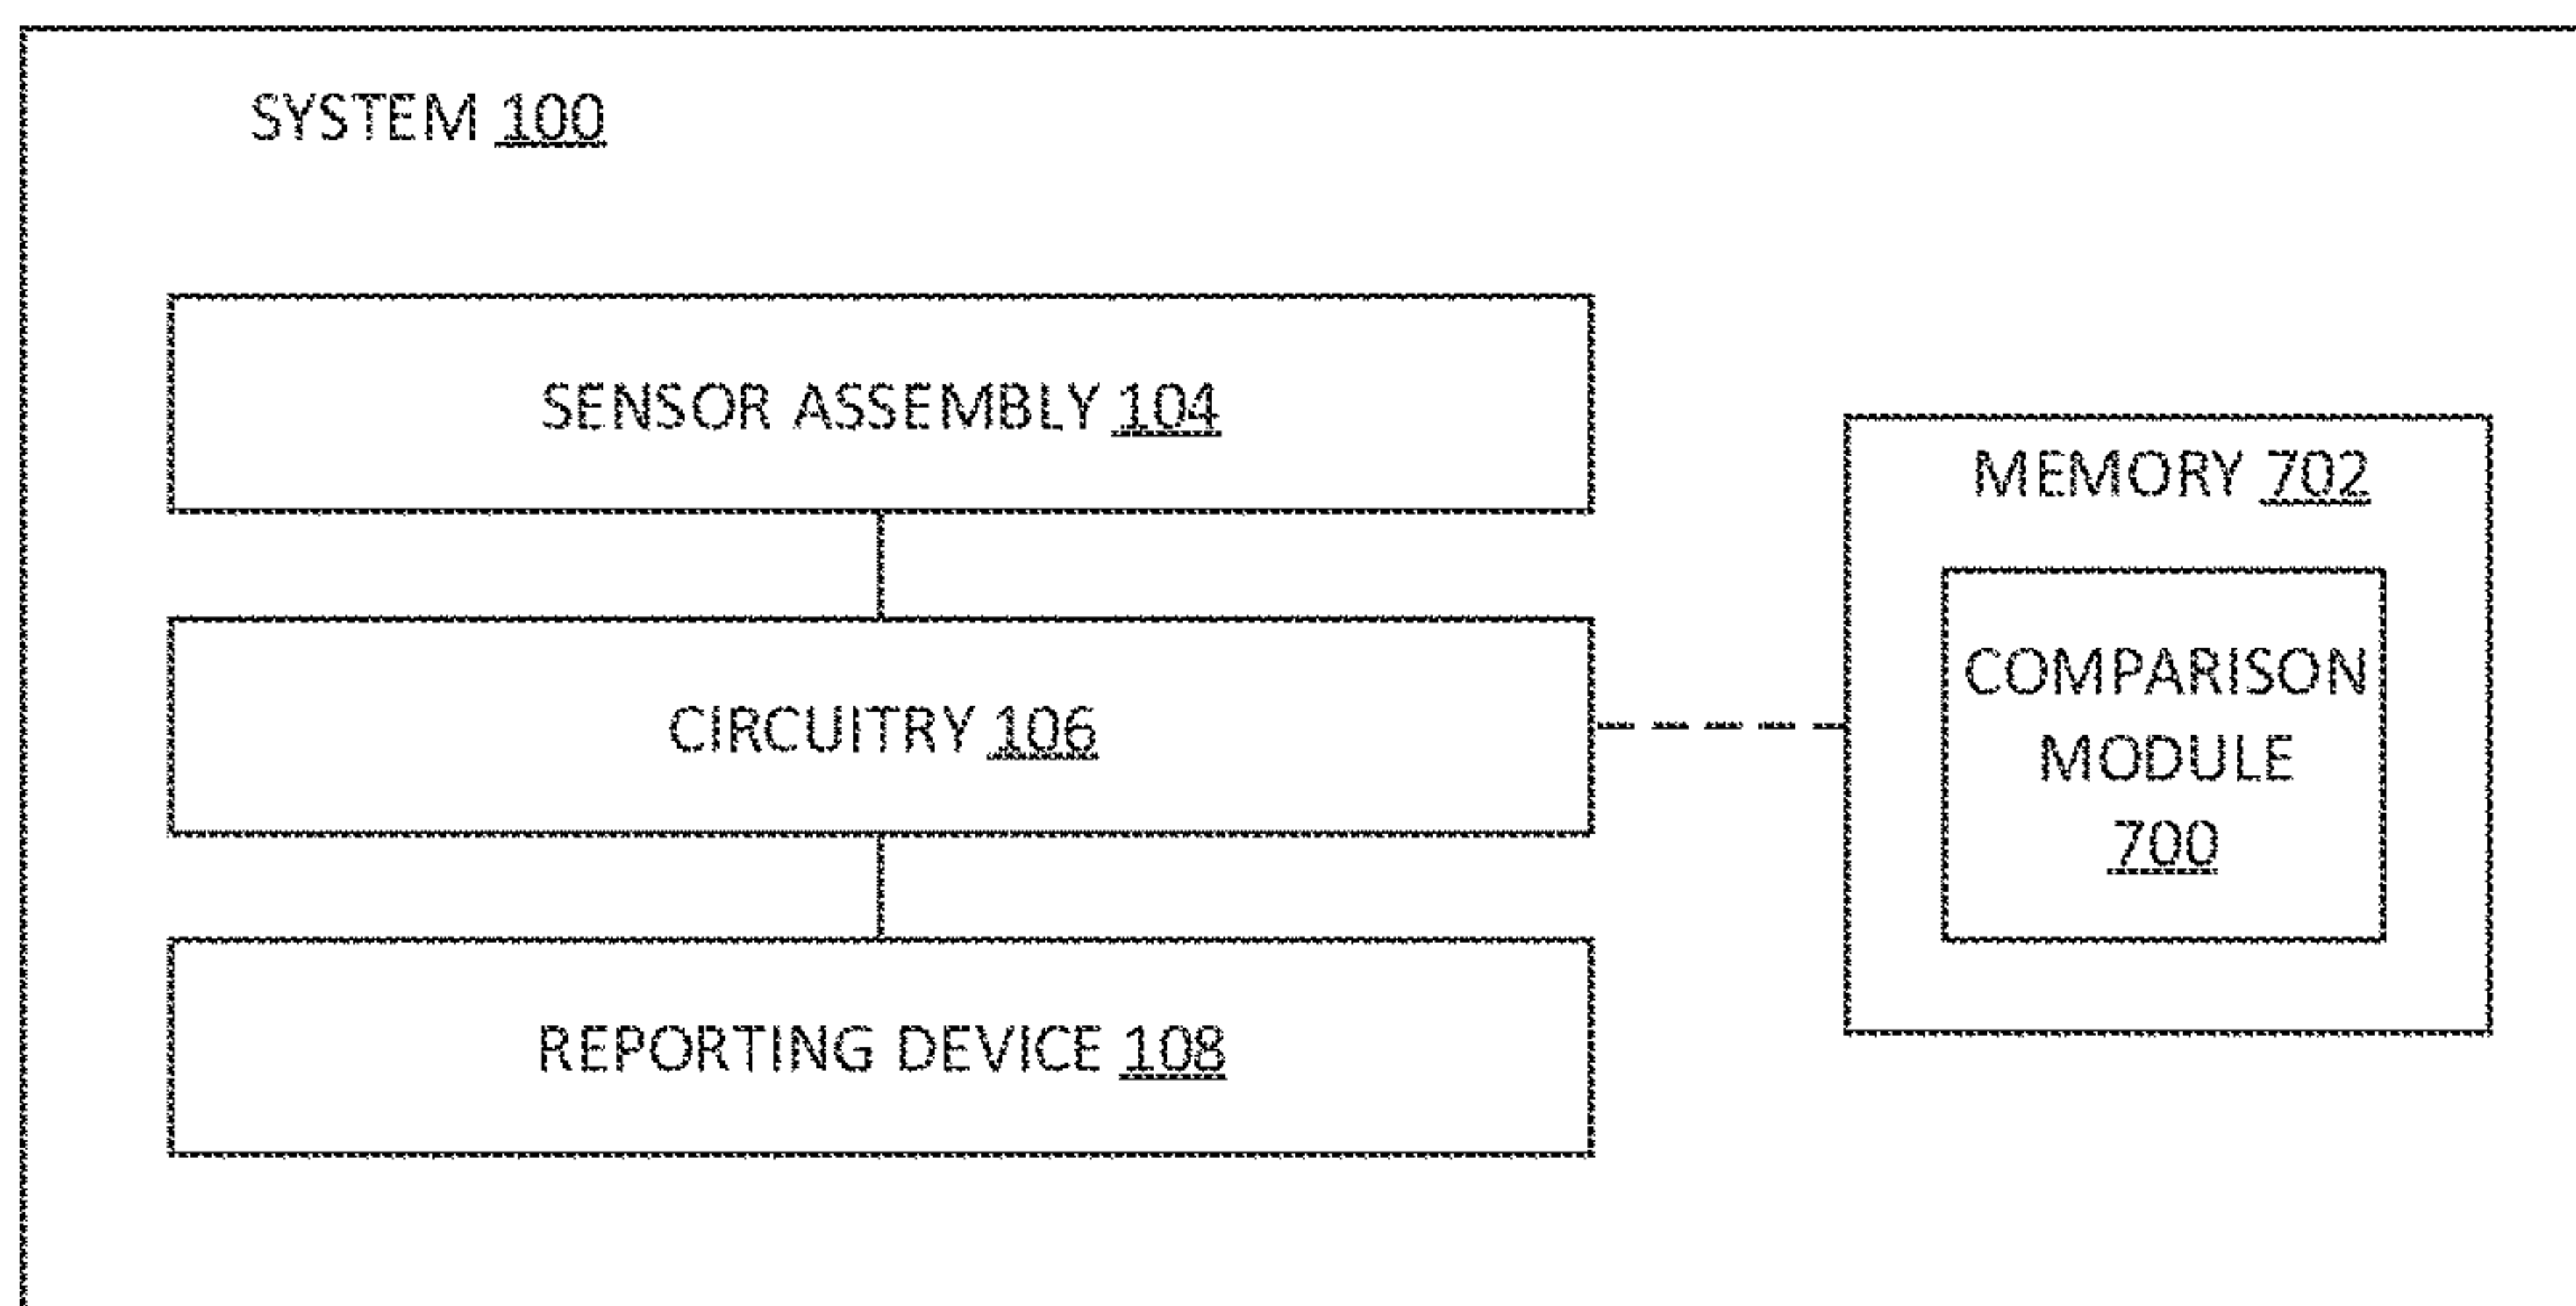 SYSTEM 100
SENSOR ASSEMBLY 104
MEMORY 702
COMPARISON
MODULE
700
CIRCUITRY 106
REPORTING DEVICE 108